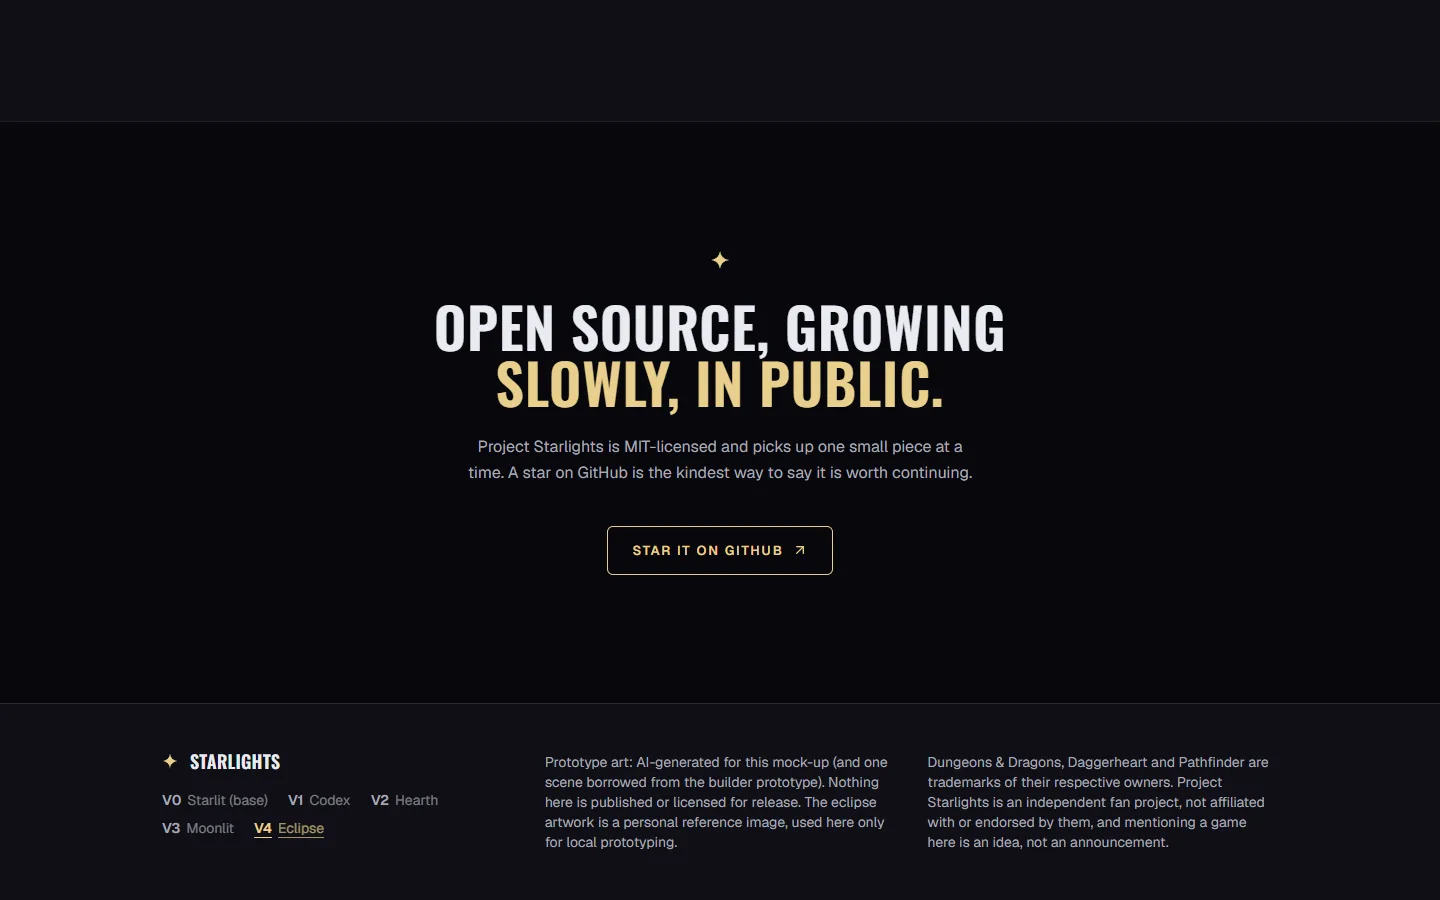 OPEN SOURCE, GROWING
SLOWLY, IN PUBLIC.
Project Starlights is MIT-licensed and picks up one small piece at a
time. A star on GitHub is the kindest way to say it is worth continuing.
STAR IT ON GITHUB
STARLIGHTS
V0 Starlit (base) V1 Codex V2 Hearth
V3 Moonlit V4 Eclipse
Prototype art: AI-generated for this mock-up (and one
scene borrowed from the builder prototype). Nothing
here is published or licensed for release. The eclipse
artwork is a personal reference image, used here only
for local prototyping.
Dungeons & Dragons, Daggerheart and Pathfinder are
trademarks of their respective owners. Project
Starlights is an independent fan project, not affiliated
with or endorsed by them, and mentioning a game
here is an idea, not an announcement.